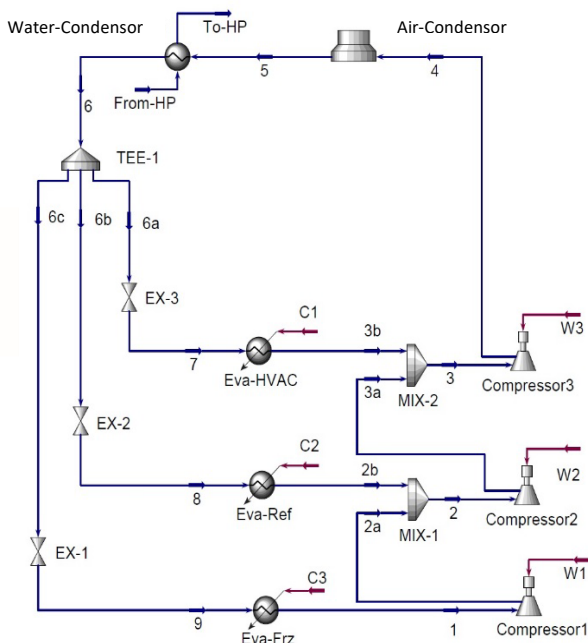 Water-Condensor
To-HP
Air-Condensor
5
4
6
From-HP
TEE-1
6c
6b
6a
EX-3
C1
W3
7
3b
Eva-HVAC
3a
MIX-2
3
Compressor3
EX-2
C2
W2
8
2b
Eva-Ref
2a
MIX-1
2
Compressor2
EX-1
C3
W1
9
Eva-Frz
1
Compressor1